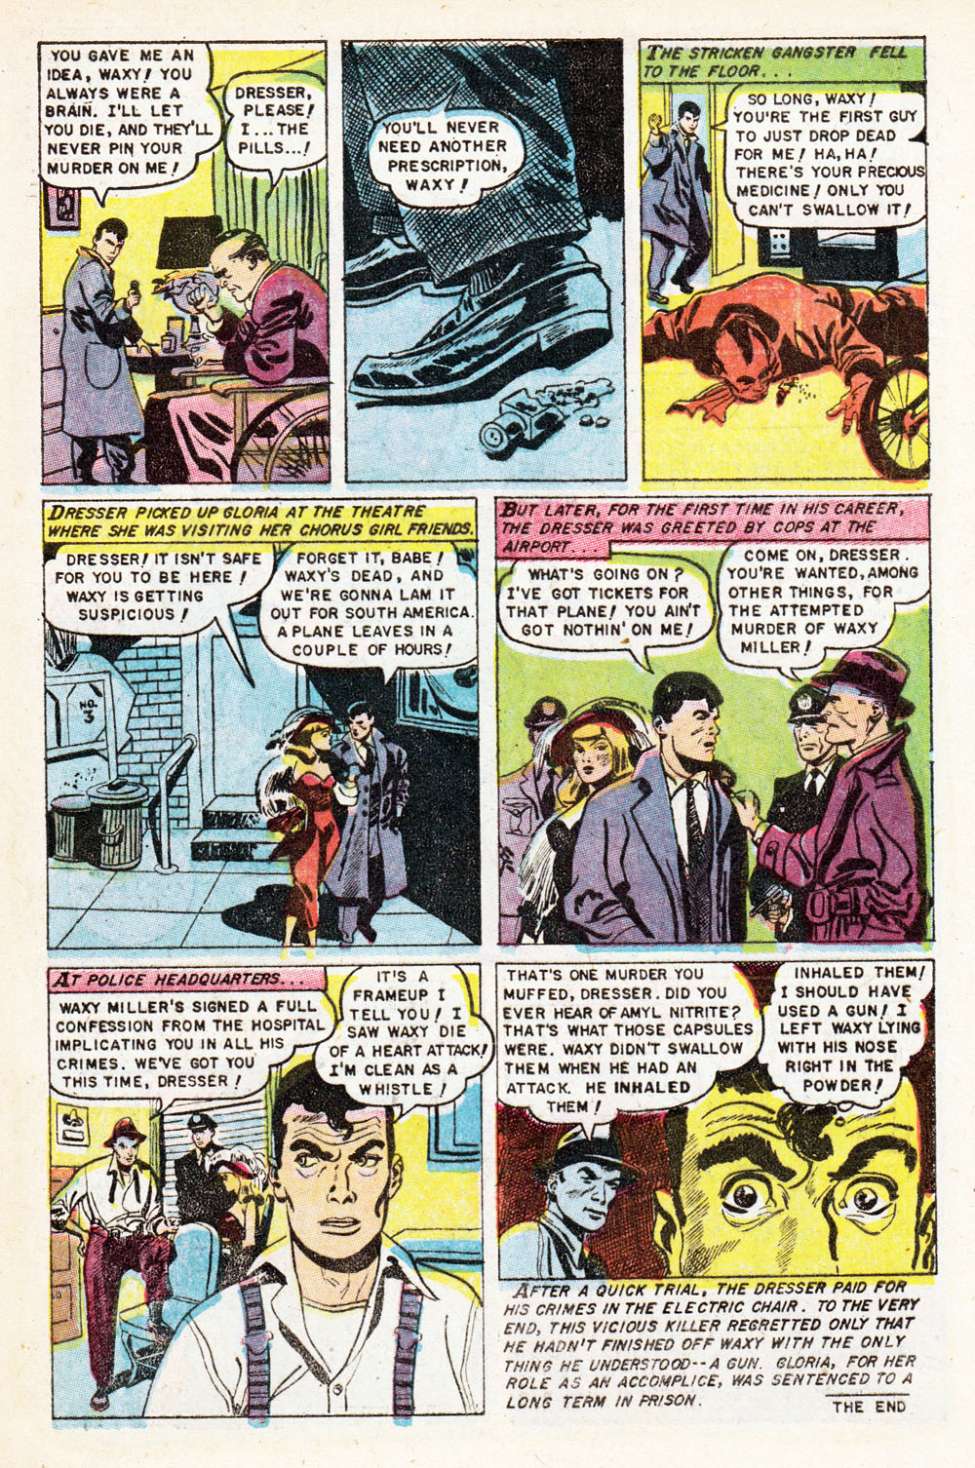 YOU GAVE ME AN
IDEA, WAXY! YOU
ALWAYS WERE A
BRAIN. I'LL LET
YOU DIE, AND THEY'LL
NEVER PIN YOUR
MURDER ON ME!
DRESSER,
PLEASE!
I... THE
PILLS...!
YOU'LL NEVER
NEED ANOTHER
PRESCRIPTION,
WAXY!
THE STRICKEN GANGSTER FELL
TO THE FLOOR...
SO LONG, WAXY!
YOU'RE THE FIRST GUY
TO JUST DROP DEAD
FOR ME! HA, HA!
THERE'S YOUR PRECIOUS
MEDICINE! ONLY YOU
CAN'T SWALLOW IT!
DRESSER PICKED UP GLORIA AT THE THEATRE
WHERE SHE WAS VISITING HER CHORUS GIRL FRIENDS.
DRESSER! IT ISN'T SAFE
FOR YOU TO BE HERE!
WAXY IS GETTING
SUSPICIOUS!
FORGET IT, BABE!
WAXY'S DEAD, AND
WE'RE GONNA LAM IT
OUT FOR SOUTH AMERICA.
A PLANE LEAVES IN A
COUPLE OF HOURS!
NO.
3
BUT LATER, FOR THE FIRST TIME IN HIS CAREER,
THE DRESSER WAS GREETED BY COPS AT THE
AIRPORT...
WHAT'S GOING ON?
I'VE GOT TICKETS FOR
THAT PLANE! YOU AIN'T
GOT NOTHIN' ON ME!
COME ON, DRESSER.
YOU'RE WANTED, AMONG
OTHER THINGS, FOR
THE ATTEMPTED
MURDER OF WAXY
MILLER!
AT POLICE HEADQUARTERS...
WAXY MILLER'S SIGNED A FULL
CONFESSION FROM THE HOSPITAL
IMPLICATING YOU IN ALL HIS
CRIMES. WE'VE GOT YOU
THIS TIME, DRESSER!
IT'S A
FRAMEUP I
TELL YOU! I
SAW WAXY DIE
OF A HEART ATTACK!
I'M CLEAN AS A
WHISTLE!
THAT'S ONE MURDER YOU
MUFFED, DRESSER. DID YOU
EVER HEAR OF AMYL NITRITE?
THAT'S WHAT THOSE CAPSULES
WERE. WAXY DIDN'T SWALLOW
THEM WHEN HE HAD AN
ATTACK. HE INHALED
THEM!
INHALED THEM!
I SHOULD HAVE
USED A GUN! I
LEFT WAXY LYING
WITH HIS NOSE
RIGHT IN THE
POWDER!
AFTER A QUICK TRIAL, THE DRESSER PAID FOR
HIS CRIMES IN THE ELECTRIC CHAIR. TO THE VERY
END, THIS VICIOUS KILLER REGRETTED ONLY THAT
HE HADN'T FINISHED OFF WAXY WITH THE ONLY
THING HE UNDERSTOOD--A GUN. GLORIA, FOR HER
ROLE AS AN ACCOMPLICE, WAS SENTENCED TO A
LONG TERM IN PRISON.
THE END